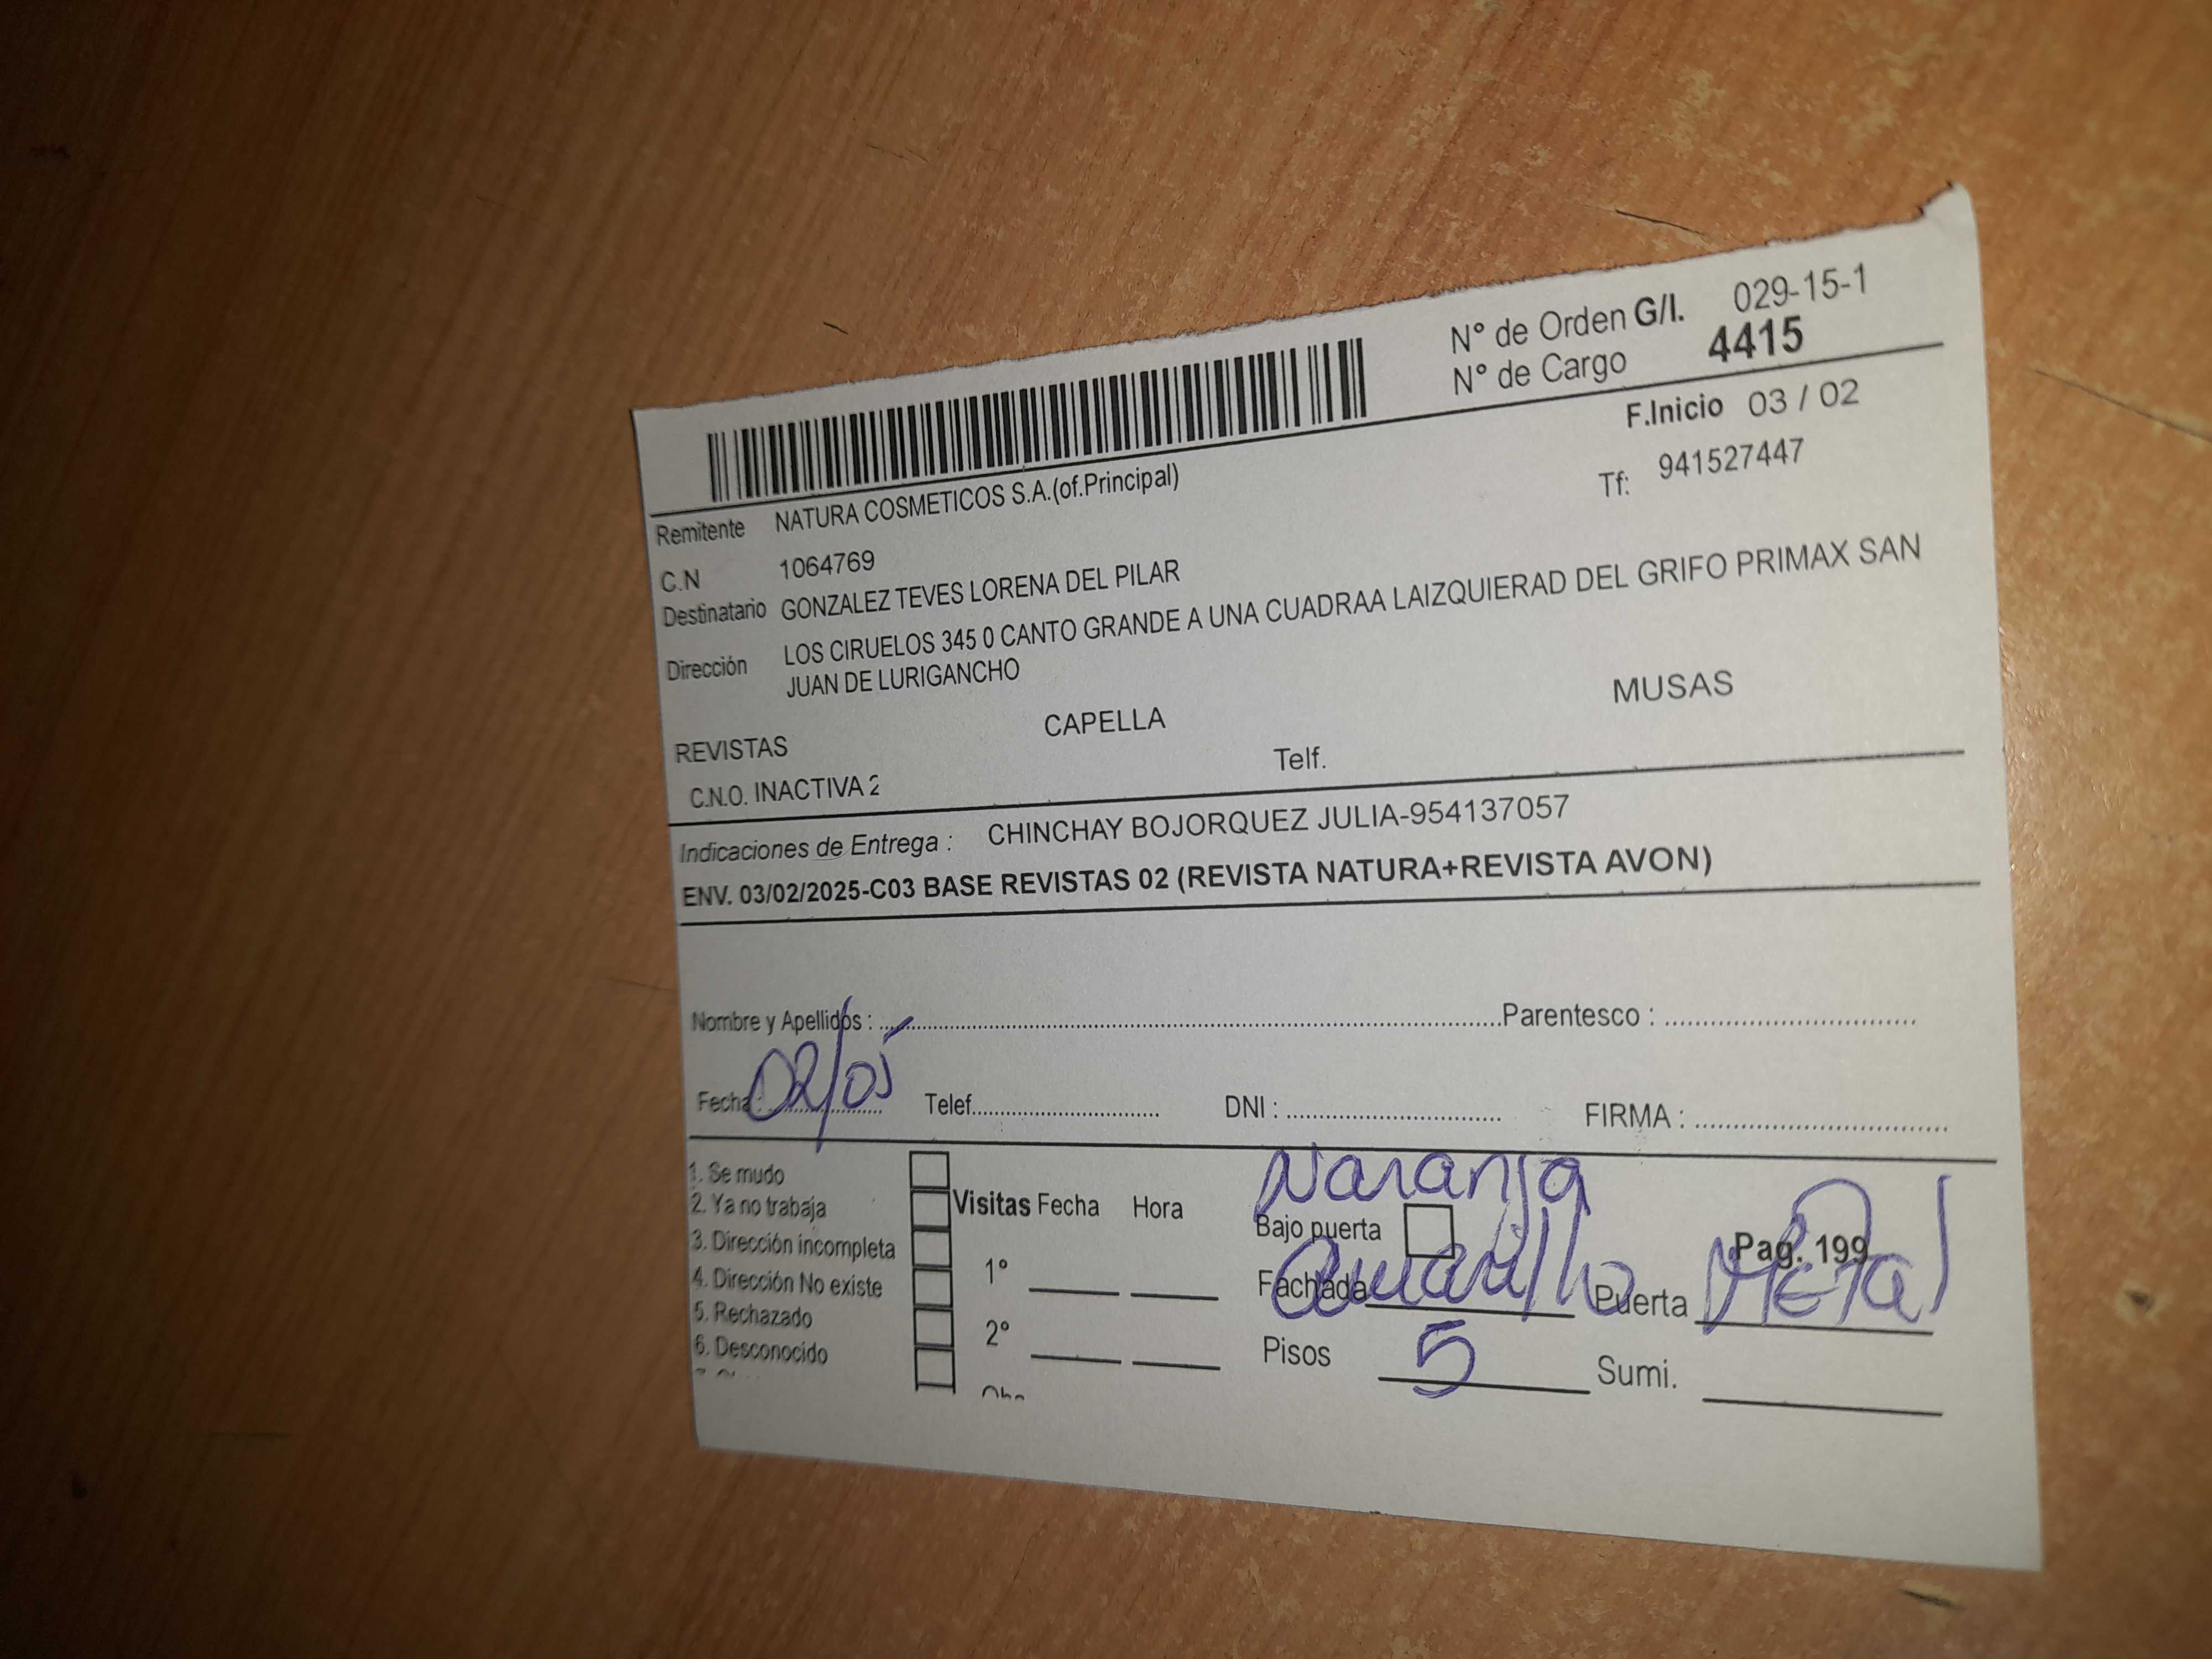 N° de Orden G/I. 029-15-1
N° de Cargo 4415
F.Inicio 03 / 02
Remitente NATURA COSMETICOS S.A.(of.Principal)
Tf: 941527447
C.N 1064769
Destinatario GONZALEZ TEVES LORENA DEL PILAR
Dirección LOS CIRUELOS 345 0 CANTO GRANDE A UNA CUADRAA LAIZQUIERAD DEL GRIFO PRIMAX SAN
JUAN DE LURIGANCHO
REVISTAS CAPELLA MUSAS
C.N.O. INACTIVA 2 Telf.
Indicaciones de Entrega : CHINCHAY BOJORQUEZ JULIA-954137057
ENV. 03/02/2025-C03 BASE REVISTAS 02 (REVISTA NATURA+REVISTA AVON)
Nombre y Apellidos : Parentesco :
Fecha : 02/05 Telef. DNI : FIRMA :
1. Se mudo
2. Ya no trabaja
3. Dirección incompleta
4. Dirección No existe
5. Rechazado
6. Desconocido
Visitas Fecha Hora
1°
2°
Naranja
Bajo puerta
Pag. 199
Fachada Amarillo Puerta Metal
Pisos 5 Sumi.